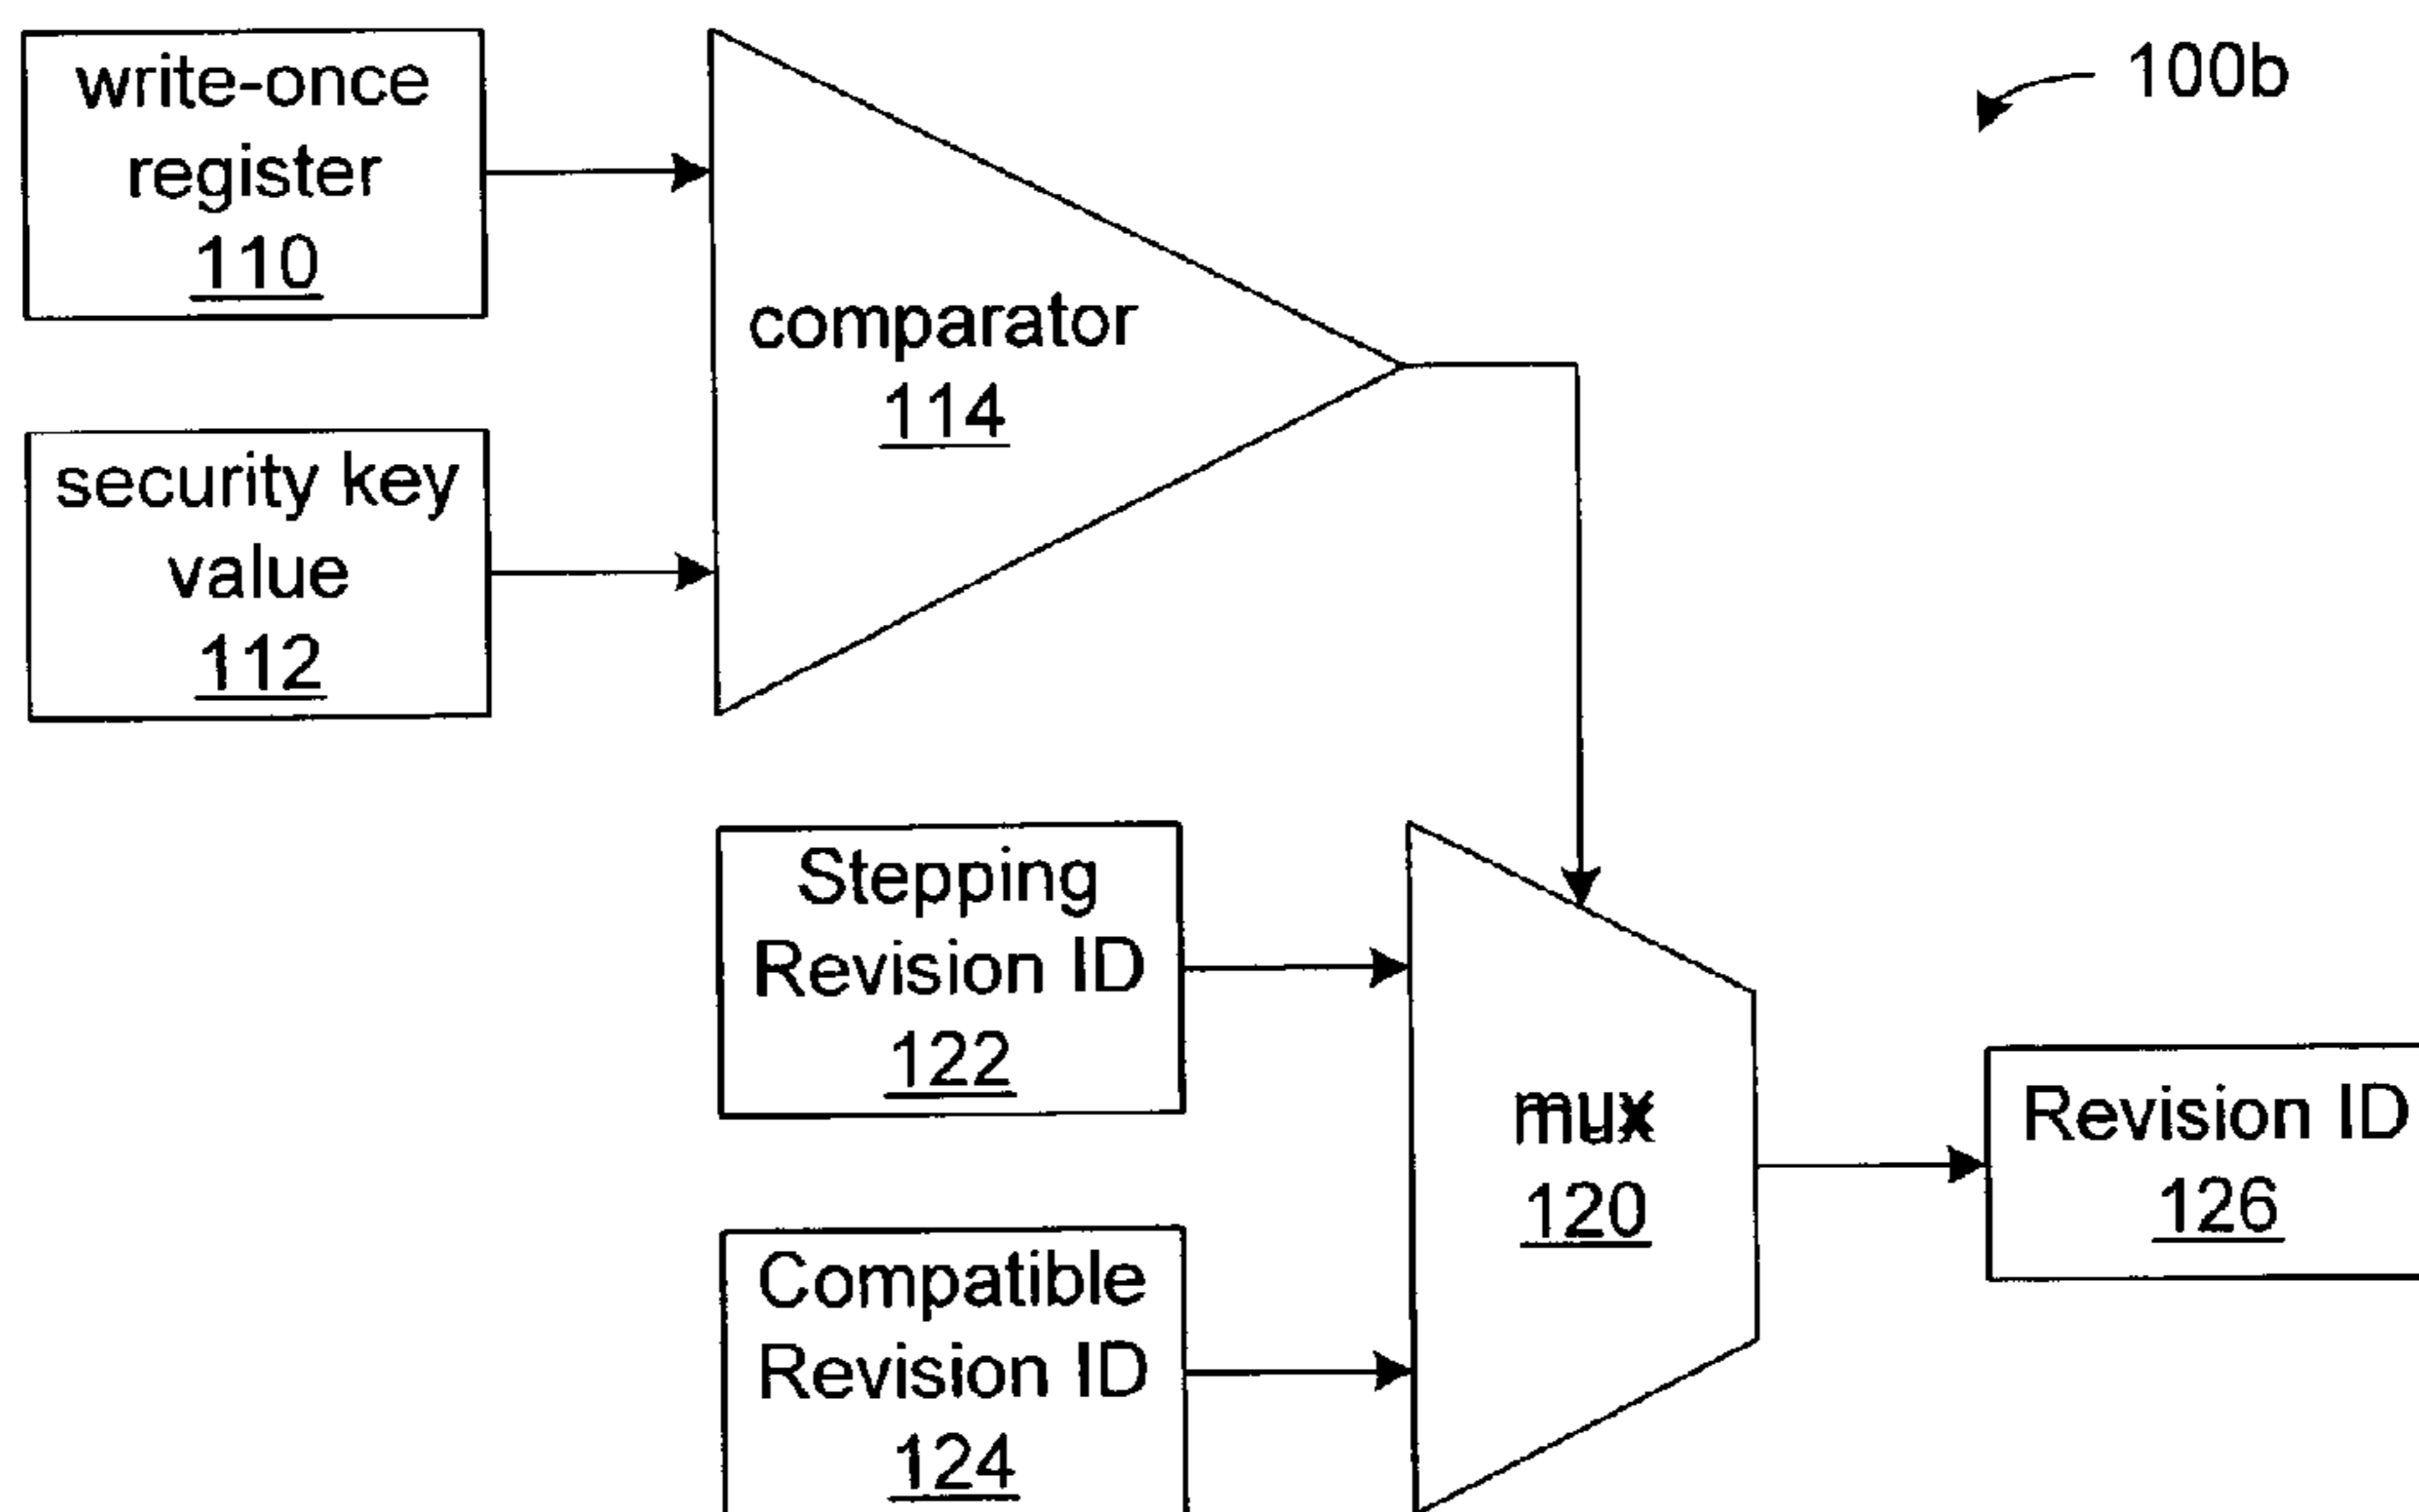 write-once
register
110
100b
comparator
114
security key
value
112
Stepping
Revision ID
122
mux
120
Revision ID
126
Compatible
Revision ID
124